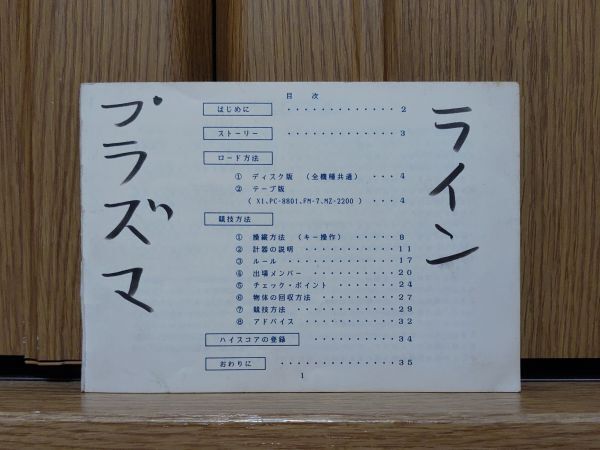 プラズマ
ライン
目 次
はじめに ・・・・・・・・・・・・・ 2
ストーリー ・・・・・・・・・・・・・ 3
ロード方法
① ディスク版 (全機種共通) ・・・ 4
② テープ版
( X1.PC-8801.FM-7.MZ-2200 ) ・・・ 4
競技方法
① 操縦方法 (キー操作) ・・・・・ 8
② 計器の説明 ・・・・・・・・・・ 11
③ ルール ・・・・・・・・・・・・ 17
④ 出場メンバー ・・・・・・・・・ 20
⑤ チェック・ポイント ・・・・・・ 24
⑥ 物体の回収方法 ・・・・・・・・ 27
⑦ 競技方法 ・・・・・・・・・・・ 29
⑧ アドバイス ・・・・・・・・・・ 32
ハイスコアの登録 ・・・・・・・・・ 34
おわりに ・・・・・・・・・・・・ 35
1